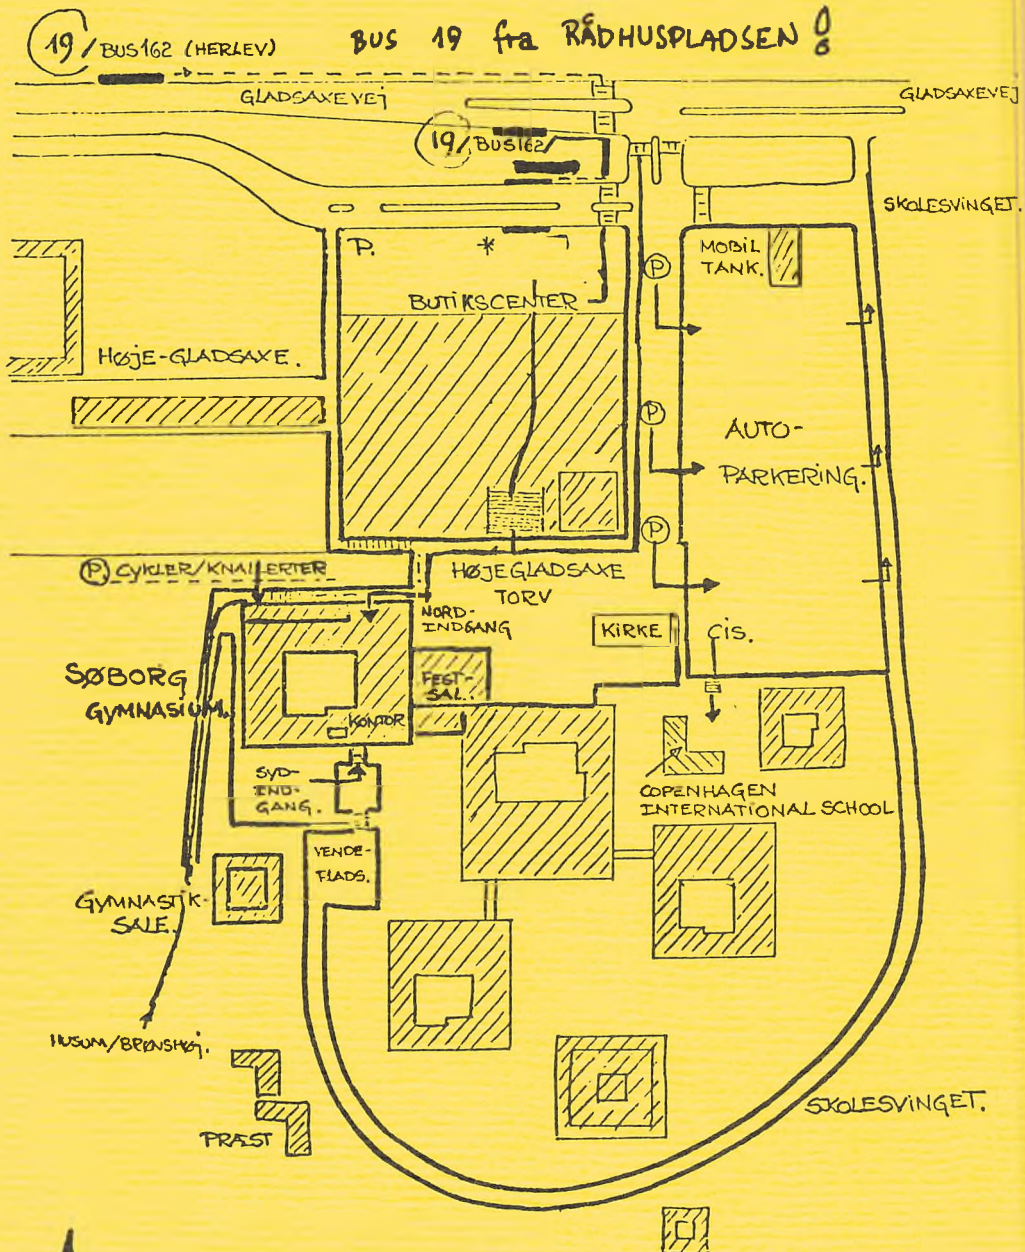 19/BUS162 (HERLEV)
BUS 19 fra RÅDHUSPLADSEN!
GLADSAXEVEJ
GLADSAXEVEJ
19/BUS162/
SKOLESVINGET.
P.
*
MOBIL
TANK.
P
BUTIKSCENTER
HØJE-GLADSAXE.
P
AUTO-
PARKERING.
P
P CYKLER/KNALLERTER
HØJEGLADSAXE
TORV
NORD-
INDGANG
KIRKE
CIS.
SØBORG
GYMNASIUM.
FEST-
SAL.
KONTOR
SYD-
IND-
GANG.
COPENHAGEN
INTERNATIONAL SCHOOL
VENDE-
PLADS.
GYMNASTIK-
SALE.
HUSUM/BRØNSHØJ.
SKOLESVINGET.
PRÆST